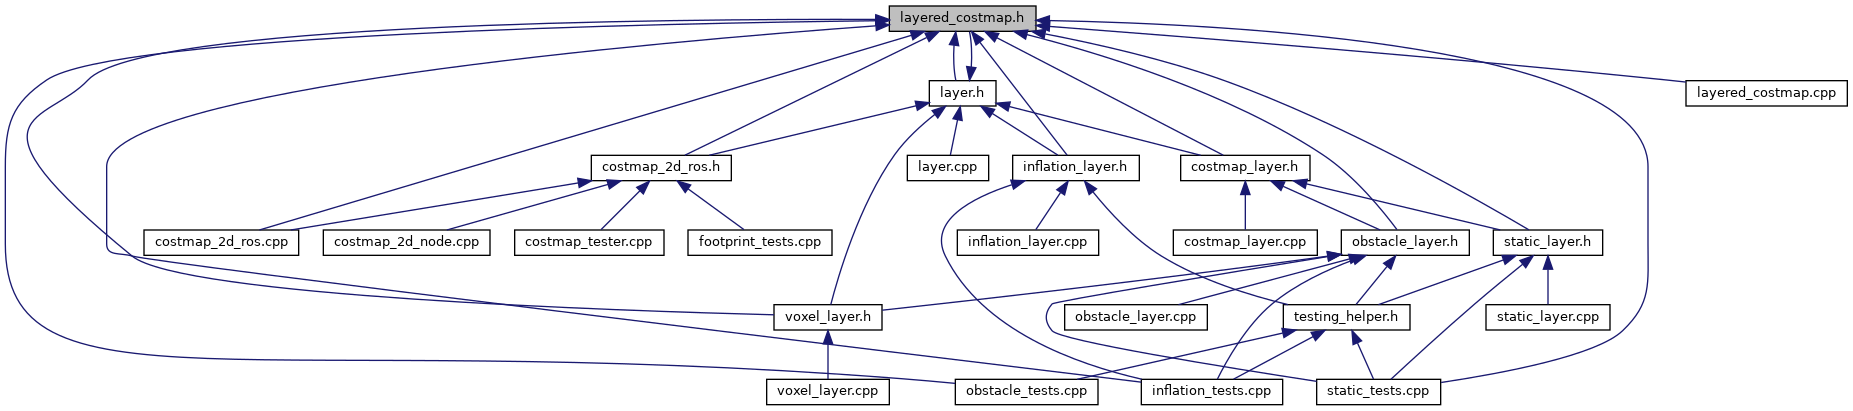 layered_costmap.h
layer.h
layered_costmap.cpp
costmap_2d_ros.h
layer.cpp
inflation_layer.h
costmap_layer.h
costmap_2d_ros.cpp
costmap_2d_node.cpp
costmap_tester.cpp
footprint_tests.cpp
inflation_layer.cpp
costmap_layer.cpp
obstacle_layer.h
static_layer.h
voxel_layer.h
obstacle_layer.cpp
testing_helper.h
static_layer.cpp
voxel_layer.cpp
obstacle_tests.cpp
inflation_tests.cpp
static_tests.cpp